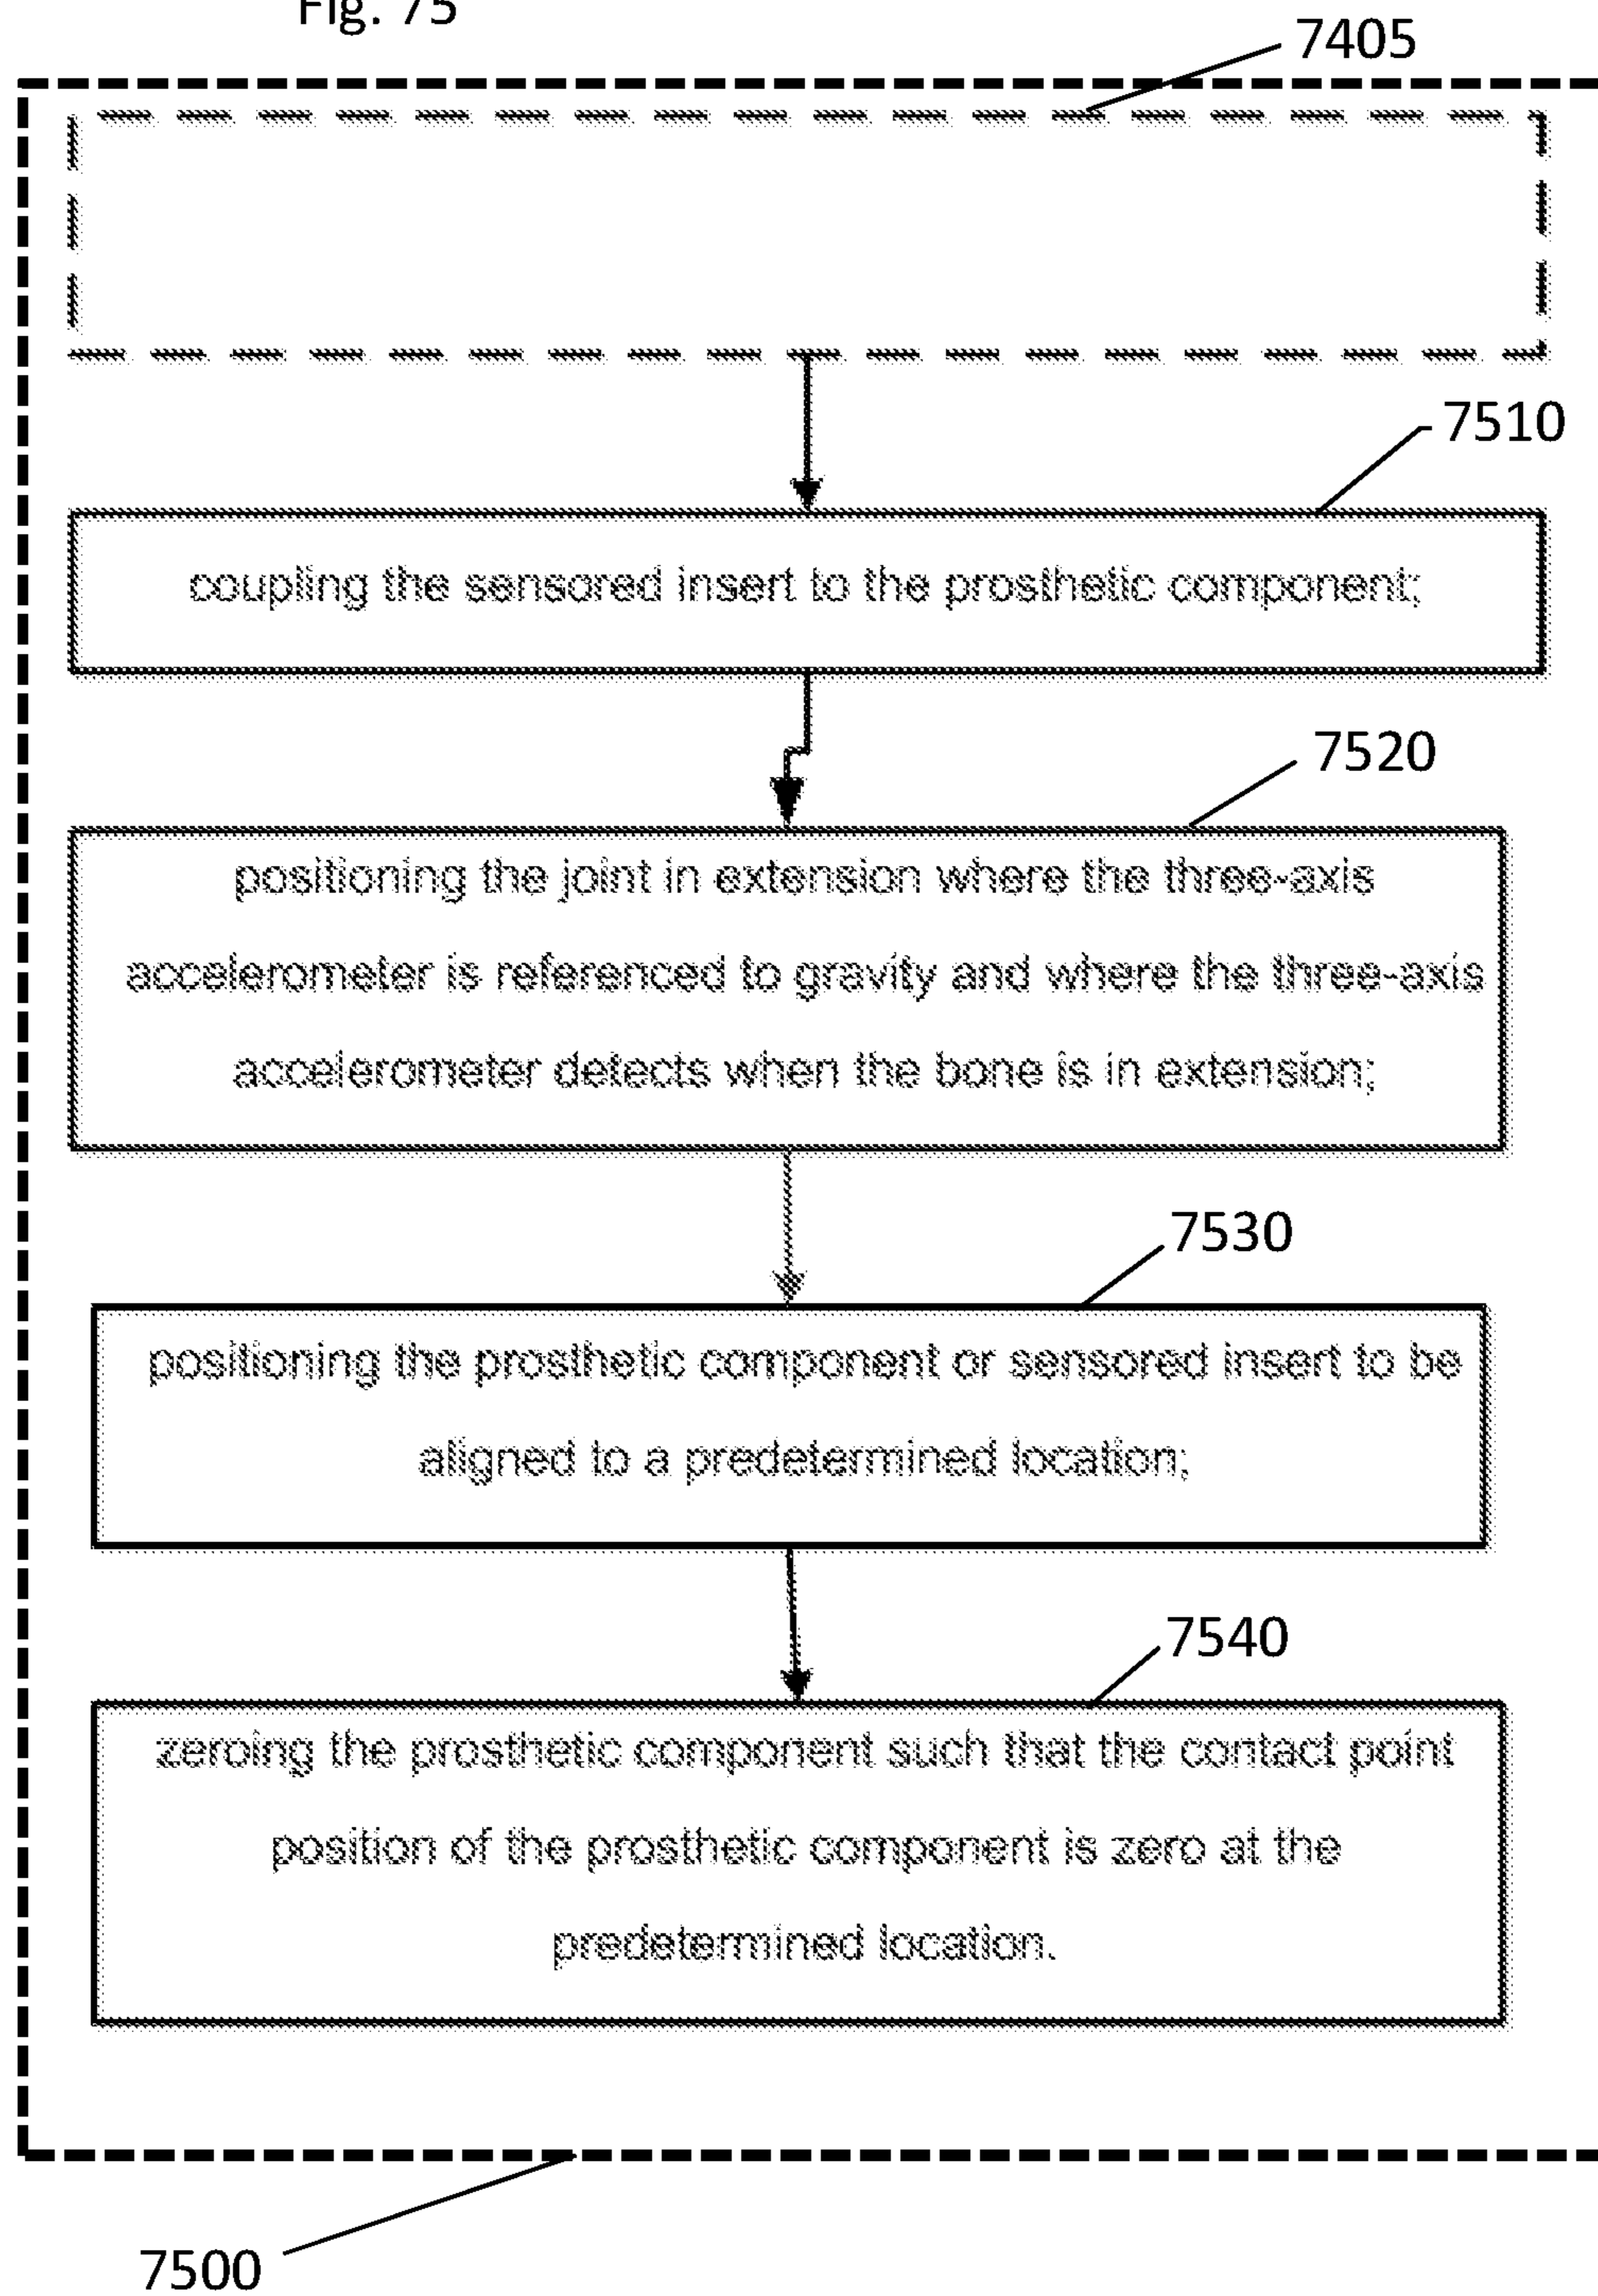 Fig. 75
7405
7510
coupling the sensored insert to the prosthetic component;
7520
positioning the joint in extension where the three-axis
accelerometer is referenced to gravity and where the three-axis
accelerometer detects when the bone is in extension;
7530
positioning the prosthetic component or sensored insert to be
aligned to a predetermined location;
7540
zeroing the prosthetic component such that the contact point
position of the prosthetic component is zero at the
predetermined location.
7500